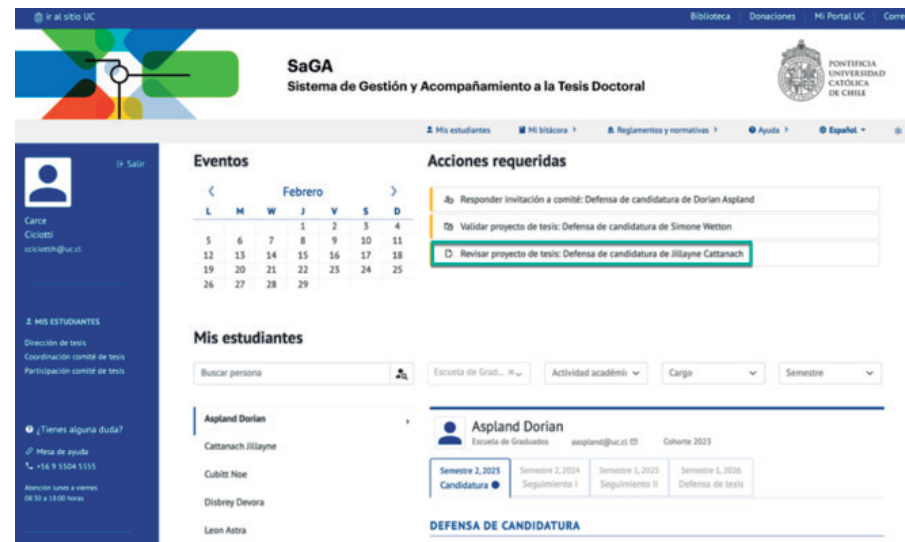 ir al sitio UC
Biblioteca Donaciones Mi Portal UC
SaGA
Sistema de Gestión y Acompañamiento a la Tesis Doctoral
PONTIFICIA
UNIVERSIDAD
CATÓLICA
DE CHILE
Mis estudiantes Mi bitácora Reglamentos y normativas Ayuda Español
Salir
Carce
Ciciotti
MIS ESTUDIANTES
Dirección de tesis
Coordinación comité de tesis
Participación comité de tesis
¿Tienes alguna duda?
Mesa de ayuda
+56 9 5504 5555
Atención lunes a viernes
08:30 a 18:00 horas
Eventos
Febrero
L M W J V S D
1 2 3 4
5 6 7 8 9 10 11
12 13 14 15 16 17 18
19 20 21 22 23 24 25
26 27 28 29
Acciones requeridas
Responder invitación a comité: Defensa de candidatura de Dorian Aspland
Validar proyecto de tesis: Defensa de candidatura de Simone Wetton
Revisar proyecto de tesis: Defensa de candidatura de Jillayne Cattanach
Mis estudiantes
Buscar persona
Escuela de Grad... Actividad académic Cargo Semestre
Aspland Dorian
Cattanach Jillayne
Cubitt Noe
Disbrey Devora
Leon Astra
Aspland Dorian
Escuela de Graduados aaspland@uc.cl Cohorte 2023
Semestre 2, 2023 Semestre 2, 2024 Semestre 1, 2025 Semestre 1, 2026
Candidatura Seguimiento I Seguimiento II Defensa de tesis
DEFENSA DE CANDIDATURA